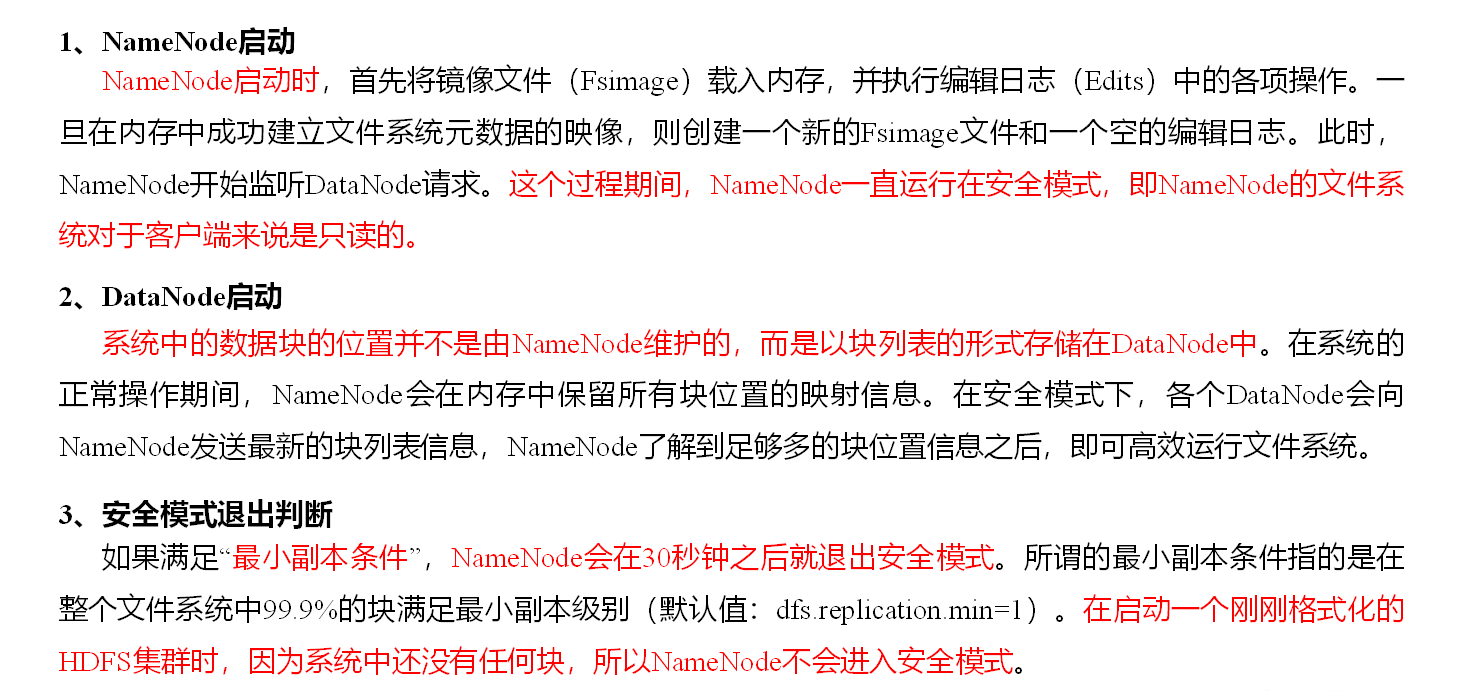 1、NameNode启动
NameNode启动时，首先将镜像文件（Fsimage）载入内存，并执行编辑日志（Edits）中的各项操作。一
旦在内存中成功建立文件系统元数据的映像，则创建一个新的Fsimage文件和一个空的编辑日志。此时，
NameNode开始监听DataNode请求。这个过程期间，NameNode一直运行在安全模式，即NameNode的文件系
统对于客户端来说是只读的。
2、DataNode启动
系统中的数据块的位置并不是由NameNode维护的，而是以块列表的形式存储在DataNode中。在系统的
正常操作期间，NameNode会在内存中保留所有块位置的映射信息。在安全模式下，各个DataNode会向
NameNode发送最新的块列表信息，NameNode了解到足够多的块位置信息之后，即可高效运行文件系统。
3、安全模式退出判断
如果满足“最小副本条件”，NameNode会在30秒钟之后就退出安全模式。所谓的最小副本条件指的是在
整个文件系统中99.9%的块满足最小副本级别（默认值：dfs.replication.min=1）。在启动一个刚刚格式化的
HDFS集群时，因为系统中还没有任何块，所以NameNode不会进入安全模式。